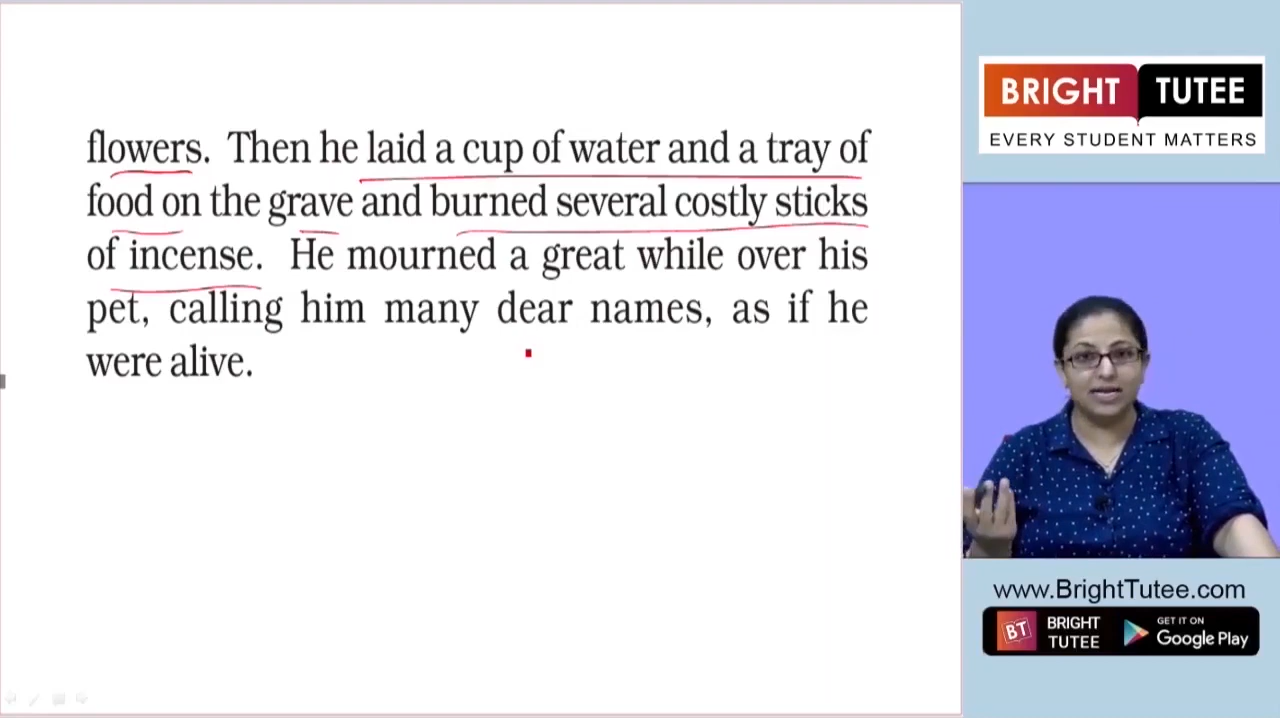 flowers. Then he laid a cup of water and a tray of
food on the grave and burned several costly sticks
of incense. He mourned a great while over his
pet, calling him many dear names, as if he
were alive.
BRIGHT TUTEE
EVERY STUDENT MATTERS
www.BrightTutee.com
BT
BRIGHT
TUTEE
GET IT ON
Google Play